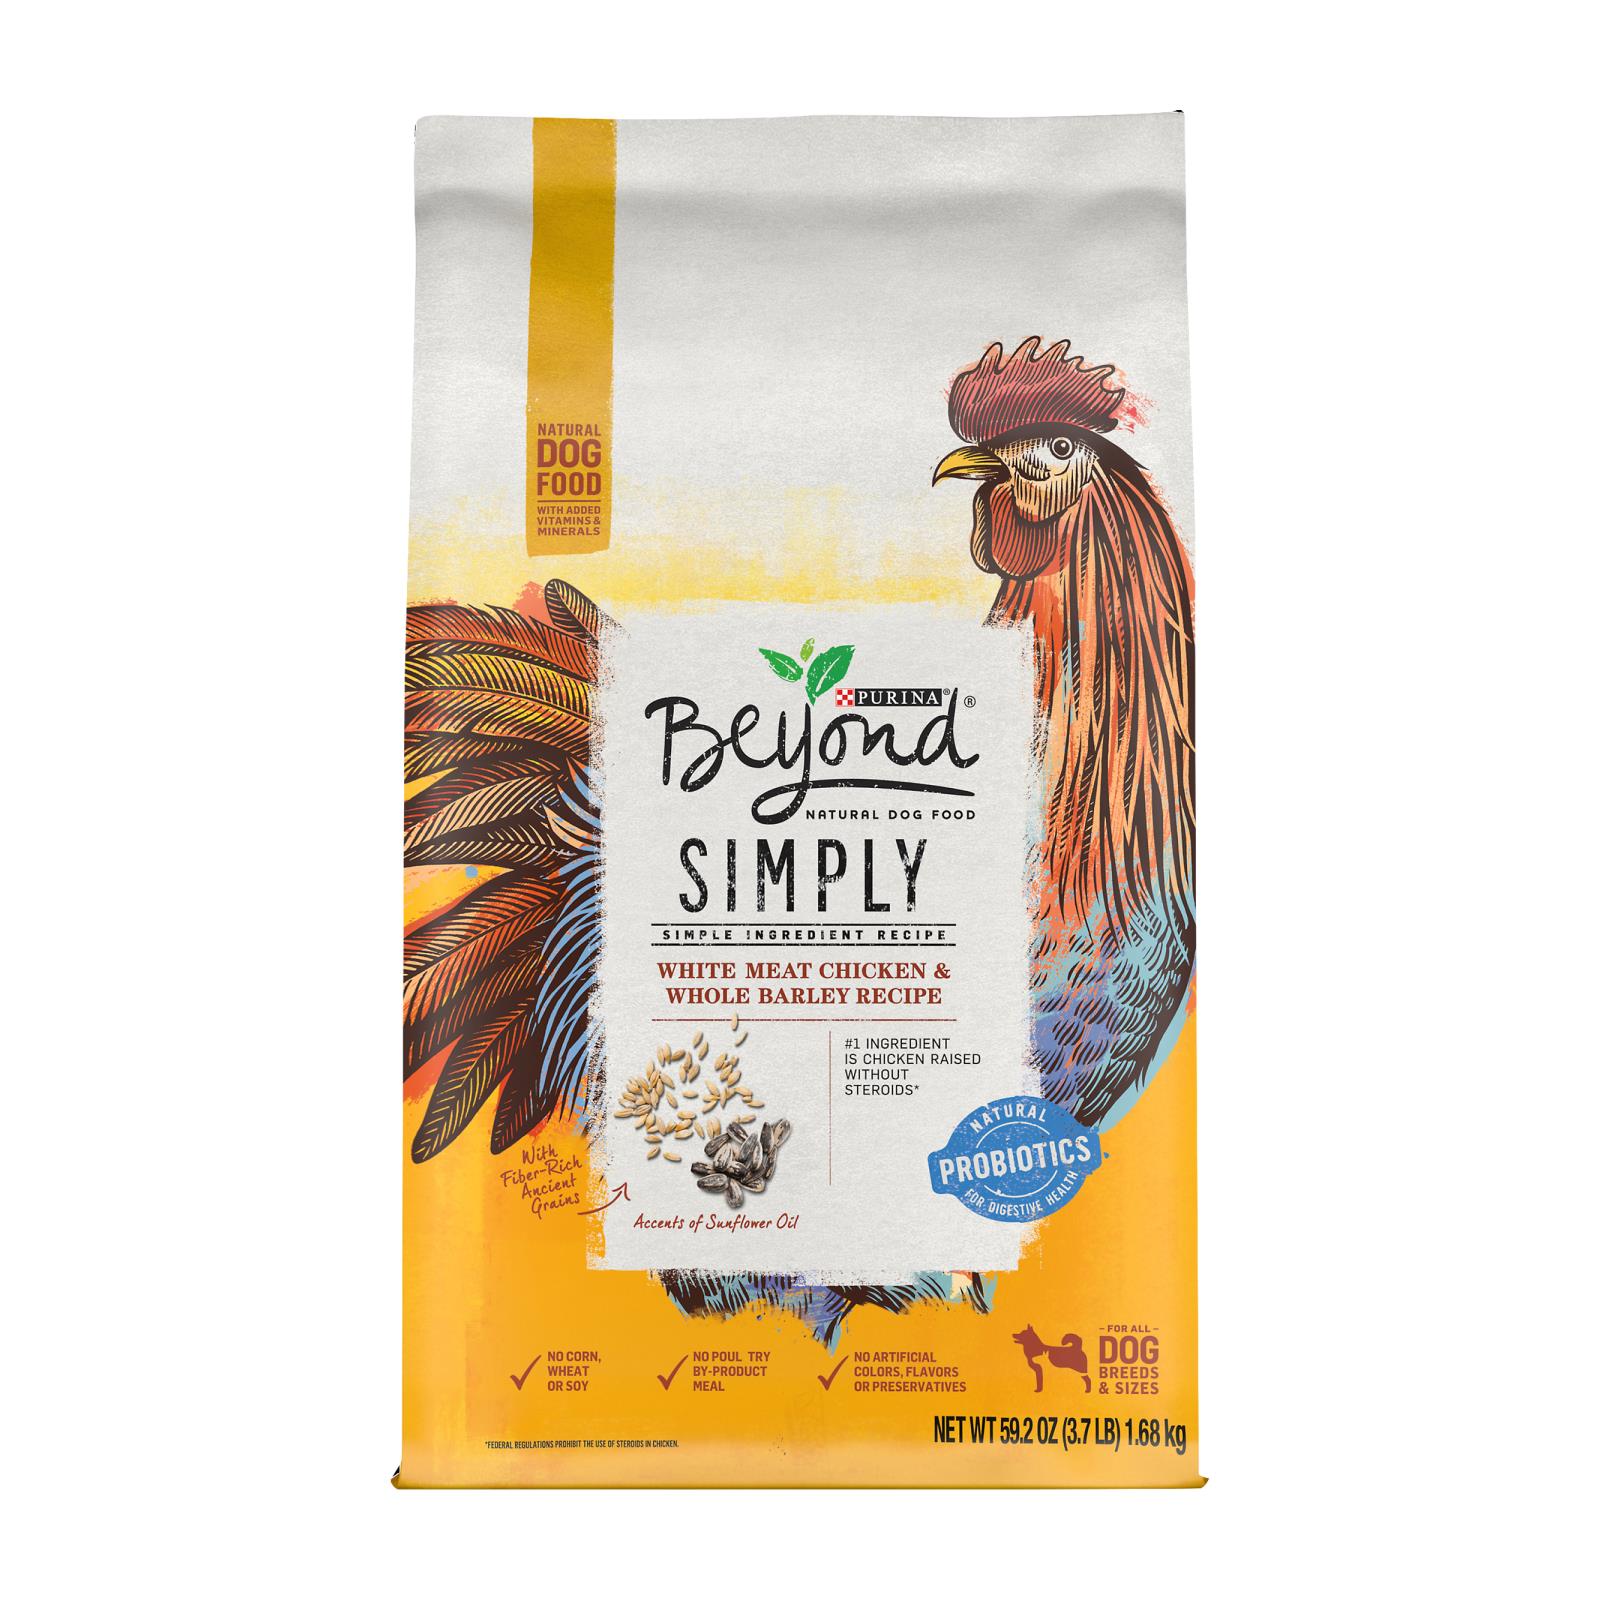 NATURAL
DOG
FOOD
WITH ADDED
VITAMINS &
MINERALS
PURINA®
Beyond®
NATURAL DOG FOOD
SIMPLY
SIMPLE INGREDIENT RECIPE
WHITE MEAT CHICKEN &
WHOLE BARLEY RECIPE
#1 INGREDIENT
IS CHICKEN RAISED
WITHOUT
STEROIDS*
NATURAL
PROBIOTICS
FOR DIGESTIVE HEALTH
With
Fiber-Rich
Ancient
Grains
Accents of Sunflower Oil
NO CORN,
WHEAT
OR SOY
NO POUL TRY
BY-PRODUCT
MEAL
NO ARTIFICIAL
COLORS, FLAVORS
OR PRESERVATIVES
– FOR ALL –
DOG
BREEDS
& SIZES
NET WT 59.2 OZ (3.7 LB) 1.68 kg
*FEDERAL REGULATIONS PROHIBIT THE USE OF STEROIDS IN CHICKEN.